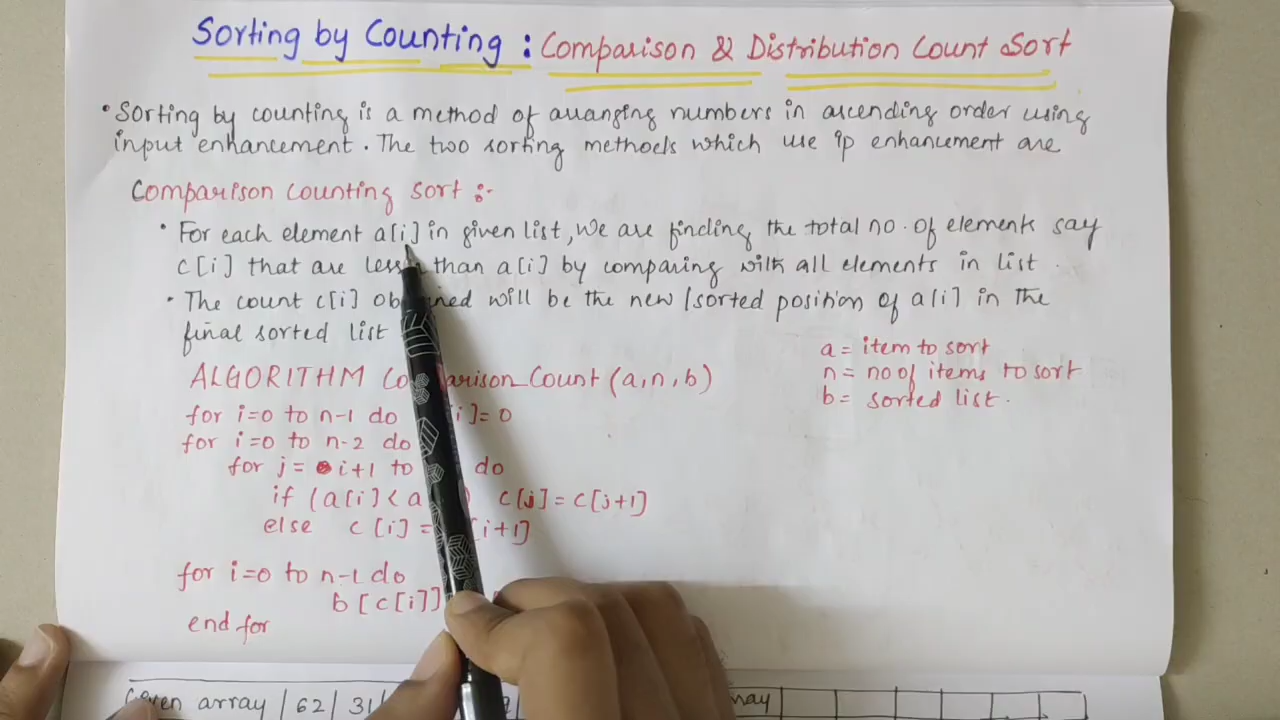 Sorting by Counting : Comparison & Distribution Count Sort
• Sorting by counting is a method of arranging numbers in ascending order using
input enhancement. The two sorting methods which use ip enhancement are
Comparison Counting sort :-
• For each element a[i] in given list, we are finding the total no. of elements say
c[i] that are less than a[i] by comparing with all elements in list.
• The count c[i] will be the new/sorted position of a[i] in the
final sorted list
a = item to sort
n = no of items to sort
b = sorted list.
ALGORITHM Count (a,n,b)
for i=0 to n-1 do = 0
for i=0 to n-2 do
for j= i+1 to do
if (a[i] < a c[j] = c[j+1]
else c[i] = [i+1]
for i=0 to n-1 do
b[c[i]]
end for
Given array | 62 | 31 |